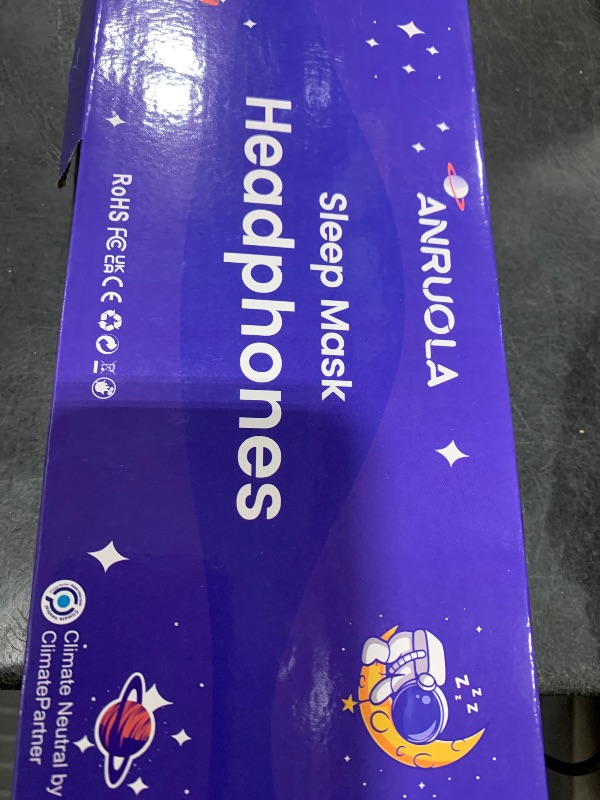 ANRUOLA
Sleep Mask
Headphones
RoHS FC UK CA CE
z z z z z
Climate Neutral by
ClimatePartner